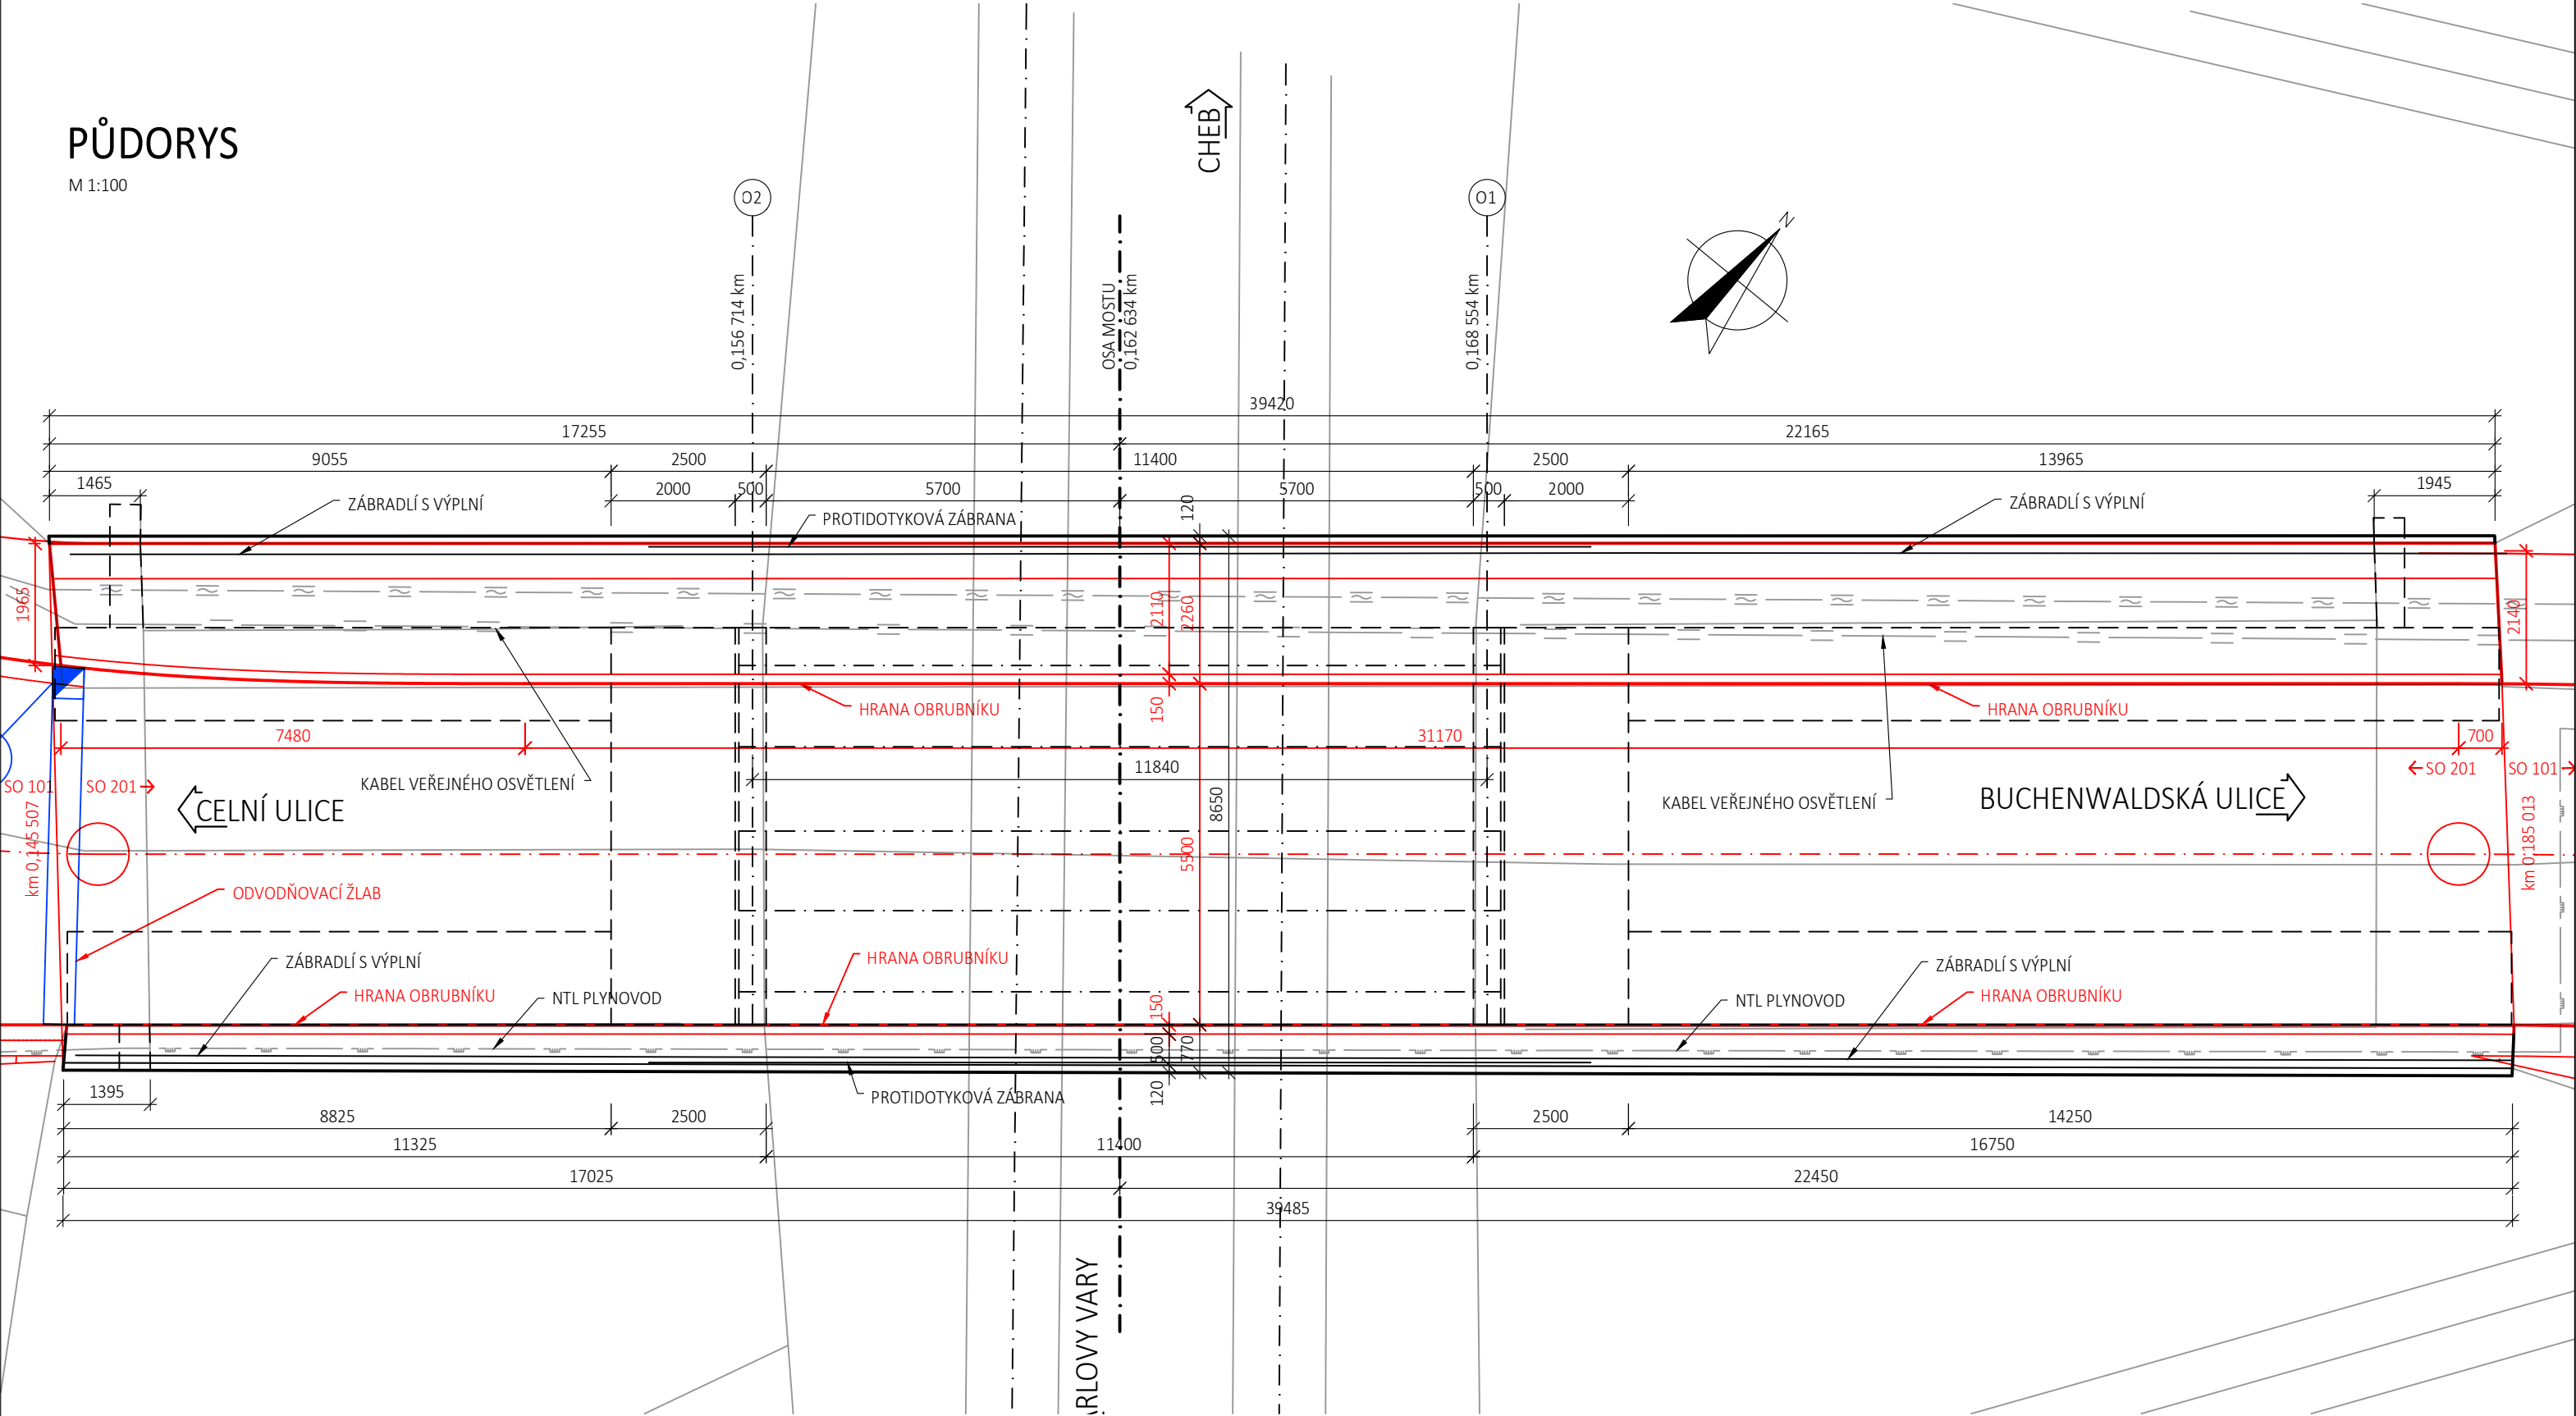 PŮDORYS
M 1:100
CHEB
N
O2
O1
0,156 714 km
OSA MOSTU
0,162 634 km
0,168 554 km
39420
17255
22165
9055
2500
11400
2500
13965
1465
2000
500
5700
5700
500
2000
1945
120
ZÁBRADLÍ S VÝPLNÍ
PROTIDOTYKOVÁ ZÁBRANA
ZÁBRADLÍ S VÝPLNÍ
1965
2110
2260
2140
150
HRANA OBRUBNÍKU
HRANA OBRUBNÍKU
7480
31170
700
11840
SO 101
SO 201
KABEL VEŘEJNÉHO OSVĚTLENÍ
SO 201
SO 101
CELNÍ ULICE
8650
KABEL VEŘEJNÉHO OSVĚTLENÍ
BUCHENWALDSKÁ ULICE
km 0,145 507
5500
km 0,185 013
ODVODŇOVACÍ ŽLAB
ZÁBRADLÍ S VÝPLNÍ
HRANA OBRUBNÍKU
ZÁBRADLÍ S VÝPLNÍ
HRANA OBRUBNÍKU
NTL PLYNOVOD
150
NTL PLYNOVOD
HRANA OBRUBNÍKU
500
770
120
1395
PROTIDOTYKOVÁ ZÁBRANA
8825
2500
2500
14250
11325
11400
16750
17025
22450
39485
ARLOVY VARY